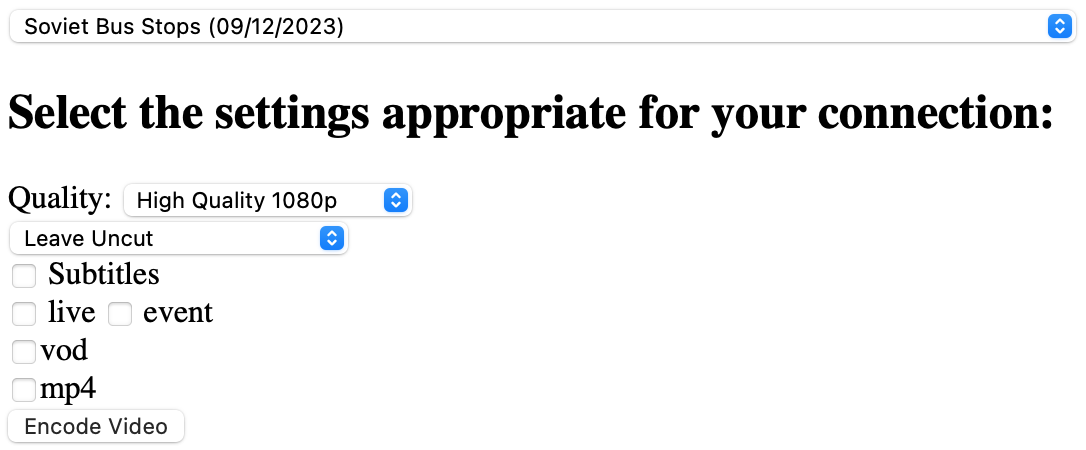 Soviet Bus Stops (09/12/2023)
Select the settings appropriate for your connection:
Quality: High Quality 1080p
Leave Uncut
Subtitles
live event
vod
mp4
Encode Video